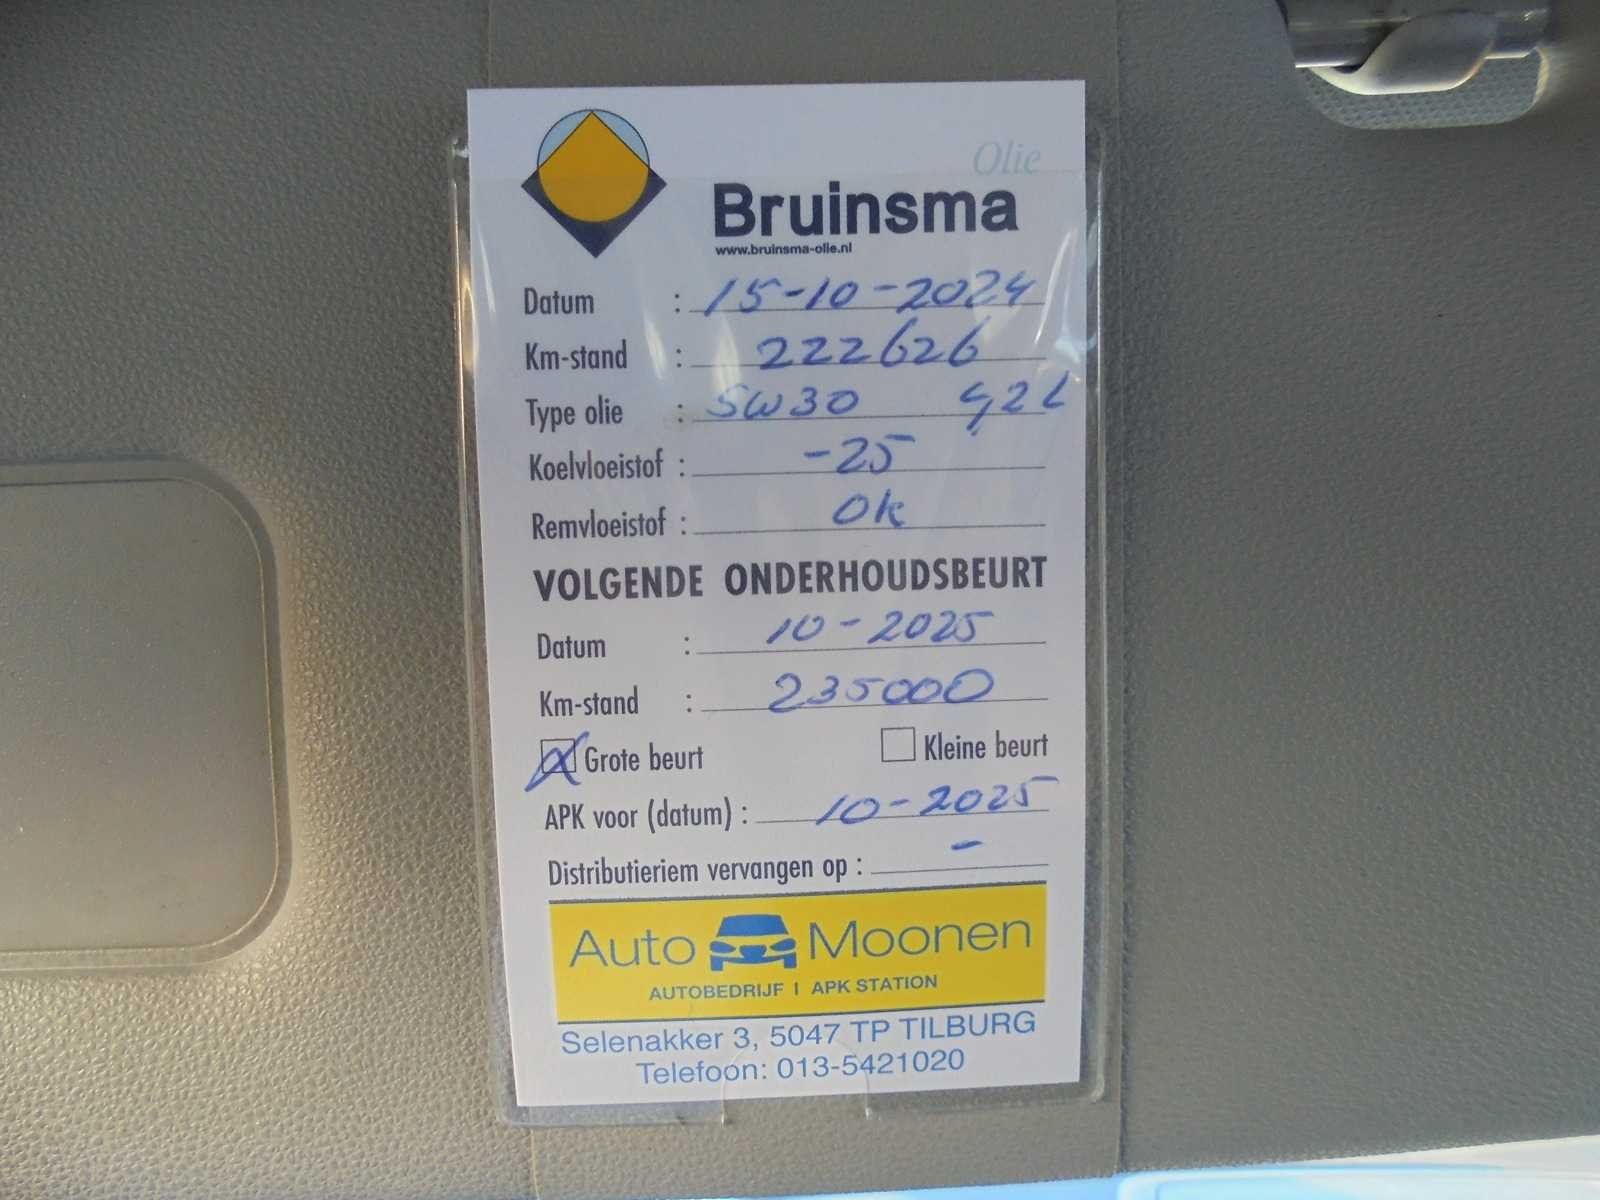 Olie
Bruinsma
www.bruinsma-olie.nl
Datum : 15-10-2024
Km-stand : 222626
Type olie : 5W30 4,2L
Koelvloeistof : -25
Remvloeistof : Ok
VOLGENDE ONDERHOUDSBEURT
Datum : 10-2025
Km-stand : 235000
Grote beurt Kleine beurt
APK voor (datum) : 10-2025
Distributieriem vervangen op : -
Auto Moonen
AUTOBEDRIJF I APK STATION
Selenakker 3, 5047 TP TILBURG
Telefoon: 013-5421020